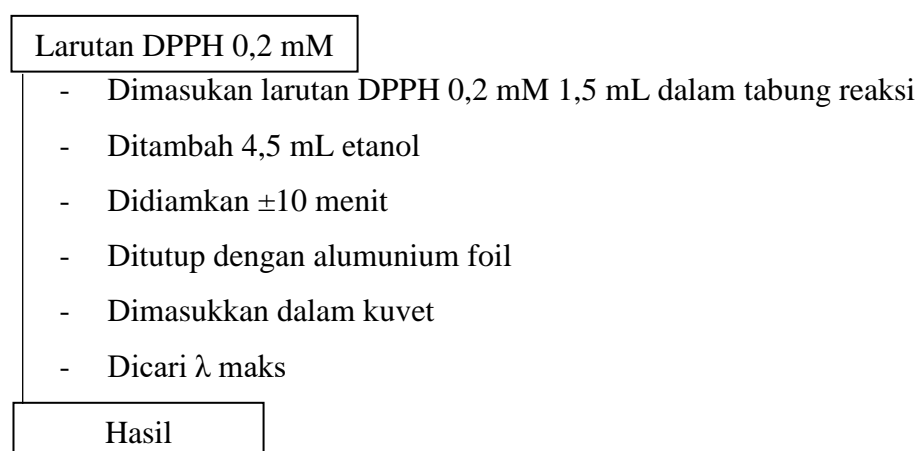 Larutan DPPH 0,2 mM
- Dimasukan larutan DPPH 0,2 mM 1,5 mL dalam tabung reaksi
- Ditambah 4,5 mL etanol
- Didiamkan ±10 menit
- Ditutup dengan alumunium foil
- Dimasukkan dalam kuvet
- Dicari λ maks
Hasil